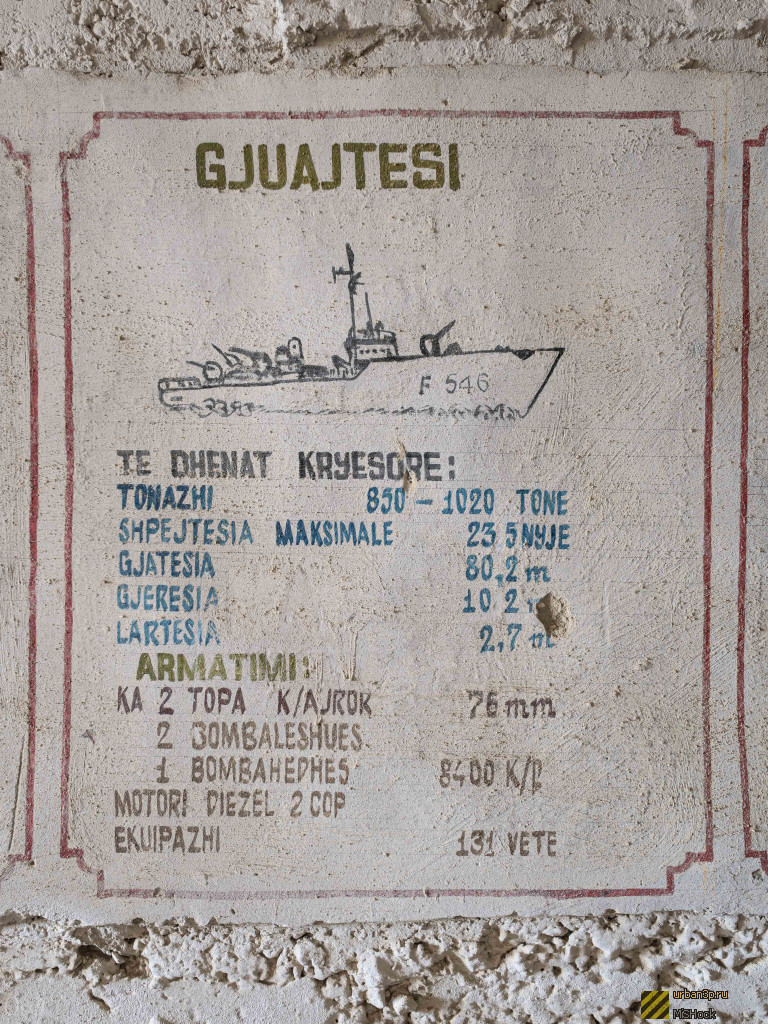 GJUAJTESI
F 546
TE DHENAT KRYESORE:
TONAZHI 850 – 1020 TONE
SHPEJTESIA MAKSIMALE 23 5 NYJE
GJATESIA 80,2 m
GJERESIA 10 2 m
LARTESIA 2,7 m
ARMATIMI:
KA 2 TOPA K/AJROR 76 mm
2 BOMBALESHUES
1 BOMBAHEDHES 8400 K/P
MOTORI DIEZEL 2 COP
EKUIPAZHI 131 VETE
urban3p.ru
MSHock